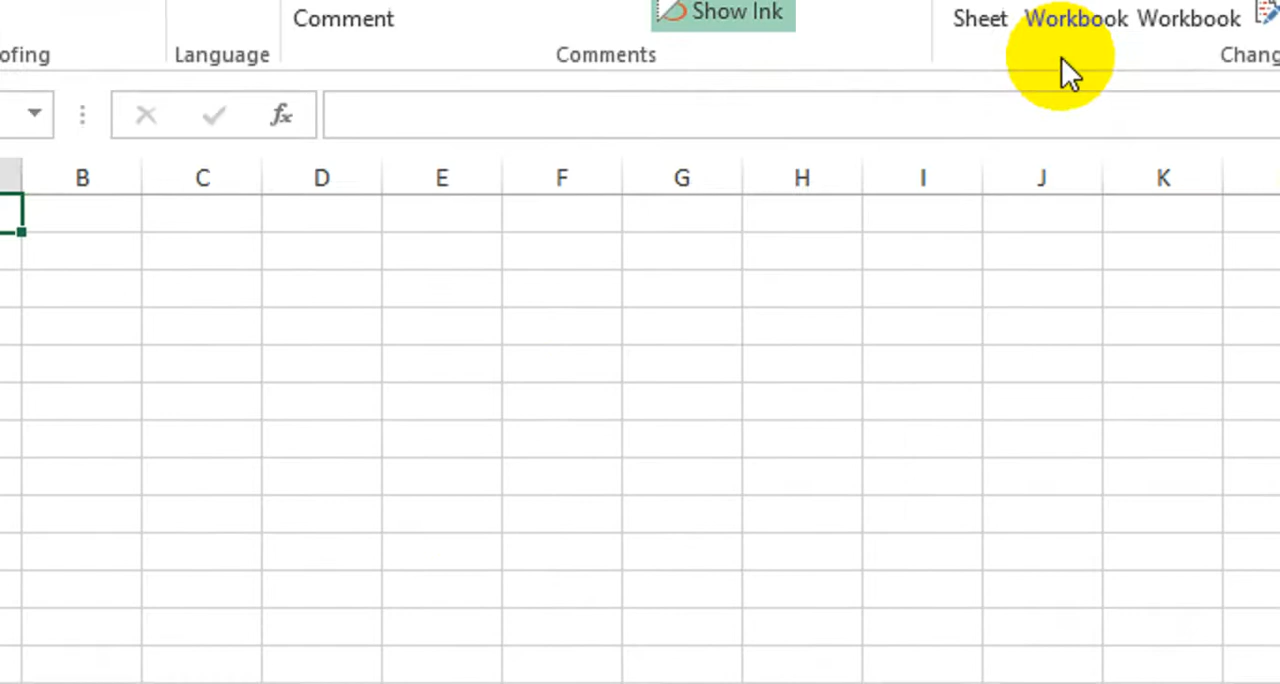 Comment Show Ink Sheet Workbook Workbook
ofing Language Comments Chang
fx
B C D E F G H I J K